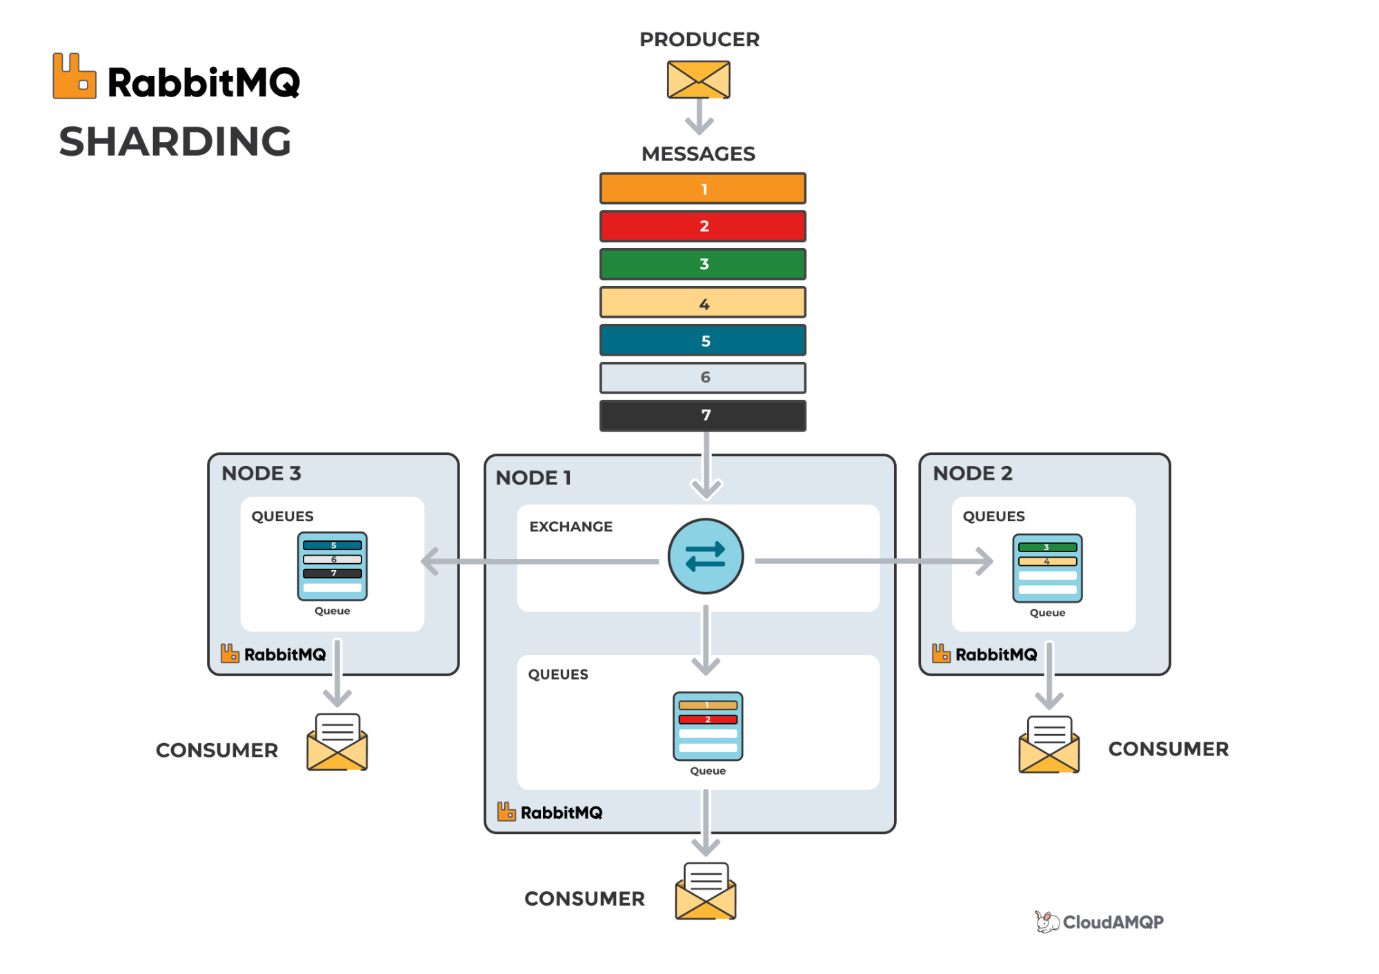 RabbitMQ
SHARDING
PRODUCER
MESSAGES
1
2
3
4
5
6
7
NODE 3
QUEUES
5
6
7
Queue
RabbitMQ
CONSUMER
NODE 1
EXCHANGE
QUEUES
1
2
Queue
RabbitMQ
CONSUMER
NODE 2
QUEUES
3
4
Queue
RabbitMQ
CONSUMER
CloudAMQP